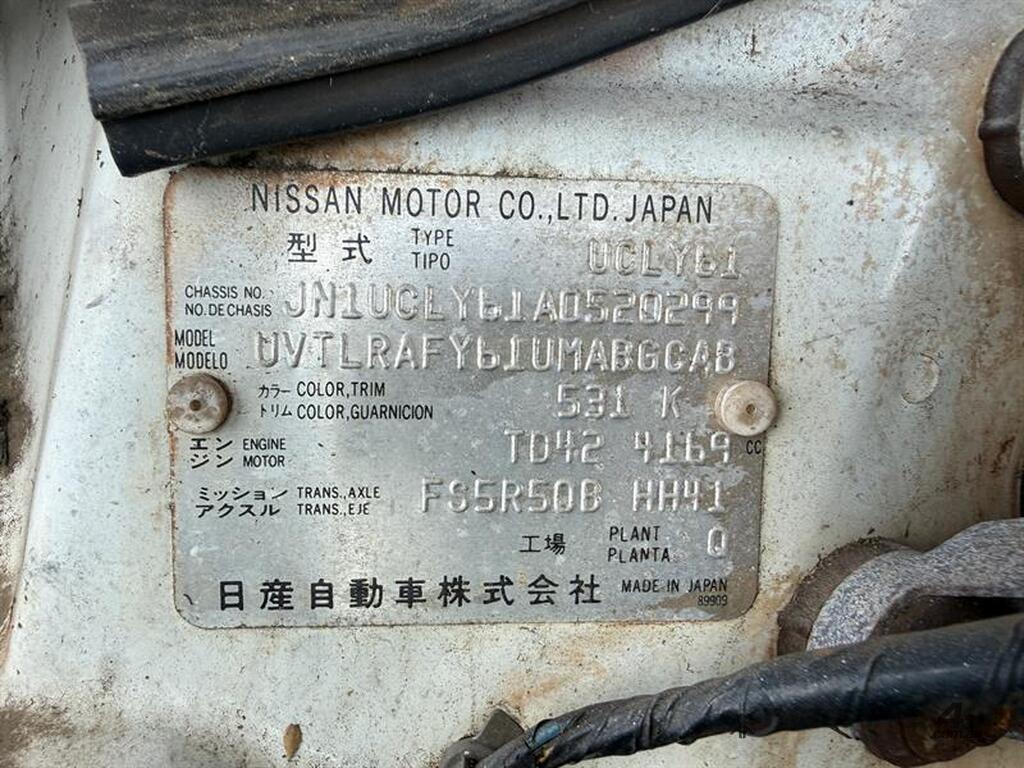 NISSAN MOTOR CO.,LTD. JAPAN
型式 TYPE TIPO UCLY61
CHASSIS NO. NO. DE CHASIS JN1UCLY61A0520299
MODEL MODELO UVTLRAFY61UMABGCAB
カラー COLOR,TRIM
トリム COLOR,GUARNICION 531 K
エンジン ENGINE MOTOR TD42 4169 CC
ミッション TRANS.,AXLE
アクスル TRANS.,EJE FS5R50B HH41
工場 PLANT PLANTA Q
日産自動車株式会社 MADE IN JAPAN
89909